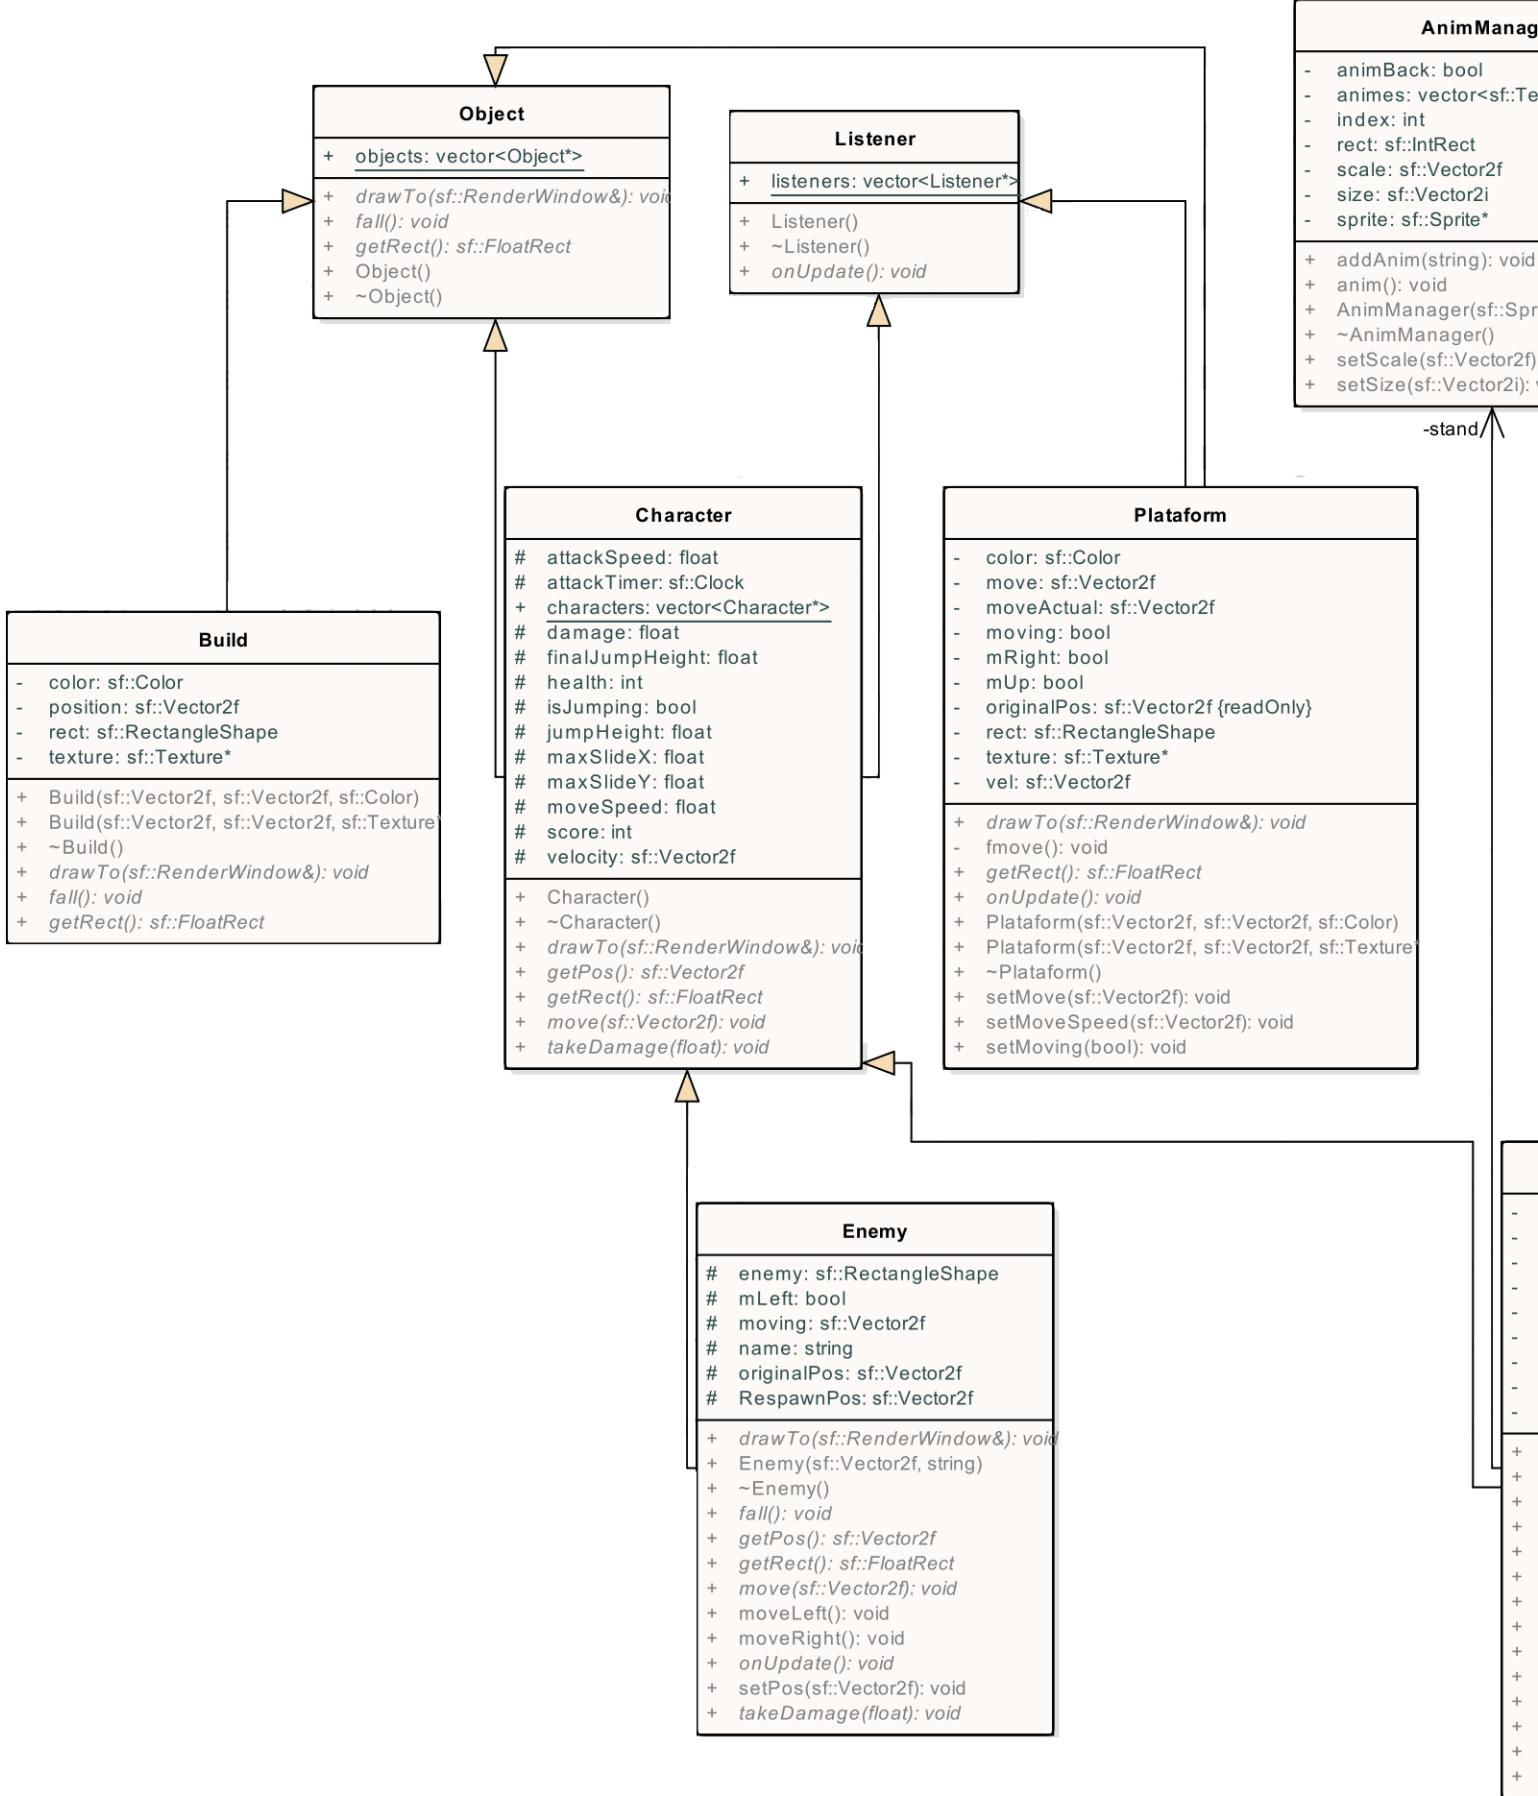 Object
+ objects: vector<Object*>
+ drawTo(sf::RenderWindow&): void
+ fall(): void
+ getRect(): sf::FloatRect
+ Object()
+ ~Object()
Listener
+ listeners: vector<Listener*>
+ Listener()
+ ~Listener()
+ onUpdate(): void
AnimManag
- animBack: bool
- animes: vector<sf::Te
- index: int
- rect: sf::IntRect
- scale: sf::Vector2f
- size: sf::Vector2i
- sprite: sf::Sprite*
+ addAnim(string): void
+ anim(): void
+ AnimManager(sf::Spr
+ ~AnimManager()
+ setScale(sf::Vector2f)
+ setSize(sf::Vector2i):
-stand
Build
- color: sf::Color
- position: sf::Vector2f
- rect: sf::RectangleShape
- texture: sf::Texture*
+ Build(sf::Vector2f, sf::Vector2f, sf::Color)
+ Build(sf::Vector2f, sf::Vector2f, sf::Texture*
+ ~Build()
+ drawTo(sf::RenderWindow&): void
+ fall(): void
+ getRect(): sf::FloatRect
Character
# attackSpeed: float
# attackTimer: sf::Clock
+ characters: vector<Character*>
# damage: float
# finalJumpHeight: float
# health: int
# isJumping: bool
# jumpHeight: float
# maxSlideX: float
# maxSlideY: float
# moveSpeed: float
# score: int
# velocity: sf::Vector2f
+ Character()
+ ~Character()
+ drawTo(sf::RenderWindow&): void
+ getPos(): sf::Vector2f
+ getRect(): sf::FloatRect
+ move(sf::Vector2f): void
+ takeDamage(float): void
Plataform
- color: sf::Color
- move: sf::Vector2f
- moveActual: sf::Vector2f
- moving: bool
- mRight: bool
- mUp: bool
- originalPos: sf::Vector2f {readOnly}
- rect: sf::RectangleShape
- texture: sf::Texture*
- vel: sf::Vector2f
+ drawTo(sf::RenderWindow&): void
- fmove(): void
+ getRect(): sf::FloatRect
+ onUpdate(): void
+ Plataform(sf::Vector2f, sf::Vector2f, sf::Color)
+ Plataform(sf::Vector2f, sf::Vector2f, sf::Texture*
+ ~Plataform()
+ setMove(sf::Vector2f): void
+ setMoveSpeed(sf::Vector2f): void
+ setMoving(bool): void
Enemy
# enemy: sf::RectangleShape
# mLeft: bool
# moving: sf::Vector2f
# name: string
# originalPos: sf::Vector2f
# RespawnPos: sf::Vector2f
+ drawTo(sf::RenderWindow&): void
+ Enemy(sf::Vector2f, string)
+ ~Enemy()
+ fall(): void
+ getPos(): sf::Vector2f
+ getRect(): sf::FloatRect
+ move(sf::Vector2f): void
+ moveLeft(): void
+ moveRight(): void
+ onUpdate(): void
+ setPos(sf::Vector2f): void
+ takeDamage(float): void
-
-
-
-
-
-
-
-
-
+
+
+
+
+
+
+
+
+
+
+
+
+
+